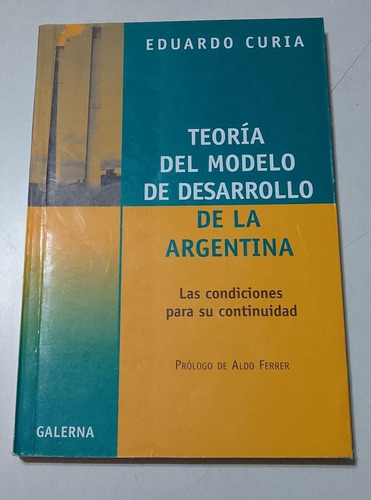 EDUARDO CURIA
TEORÍA
DEL MODELO
DE DESARROLLO
DE LA
ARGENTINA
Las condiciones
para su continuidad
PRÓLOGO DE ALDO FERRER
GALERNA